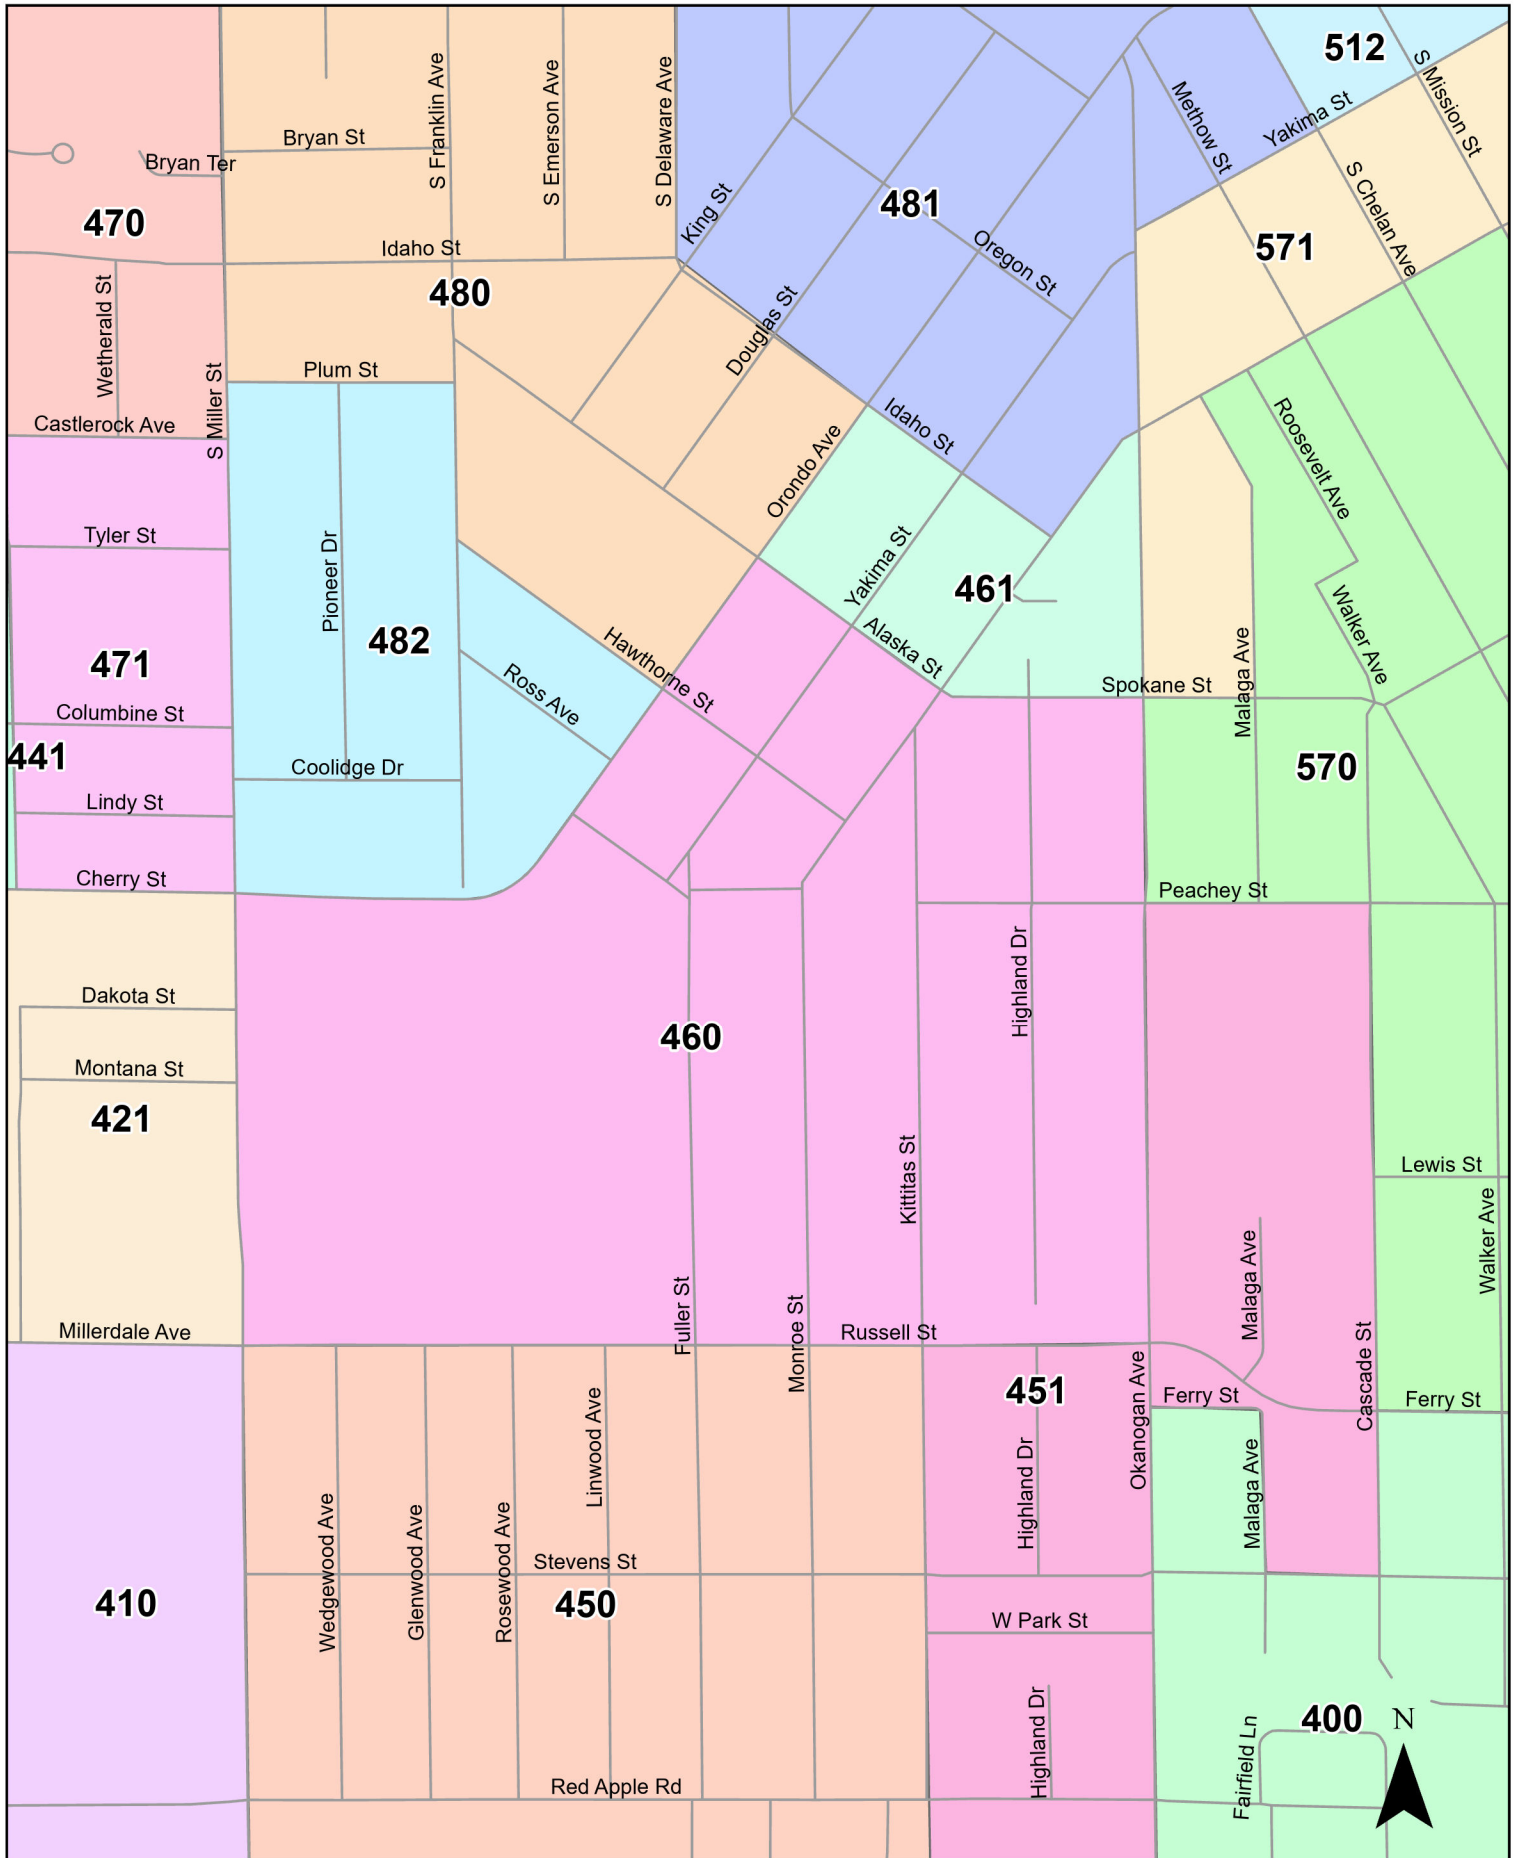 512
S Mission St
S Franklin Ave
S Emerson Ave
S Delaware Ave
Methow St
Yakima St
Bryan St
Bryan Ter
470
King St
481
S Chelan Ave
571
Idaho St
Oregon St
480
Wetherald St
Douglas St
Plum St
S Miller St
Castlerock Ave
Idaho St
Orondo Ave
Roosevelt Ave
Tyler St
Pioneer Dr
Yakima St
461
482
Walker Ave
471
Hawthorne St
Alaska St
Ross Ave
Spokane St
Malaga Ave
Columbine St
441
Coolidge Dr
570
Lindy St
Cherry St
Peachey St
Dakota St
Highland Dr
460
Montana St
421
Kittitas St
Lewis St
Walker Ave
Malaga Ave
Fuller St
Monroe St
Millerdale Ave
Russell St
Cascade St
451
Okanogan Ave
Ferry St
Ferry St
Linwood Ave
Highland Dr
Malaga Ave
Wedgewood Ave
Glenwood Ave
Rosewood Ave
Stevens St
410
450
W Park St
Highland Dr
Fairfield Ln
400
N
Red Apple Rd